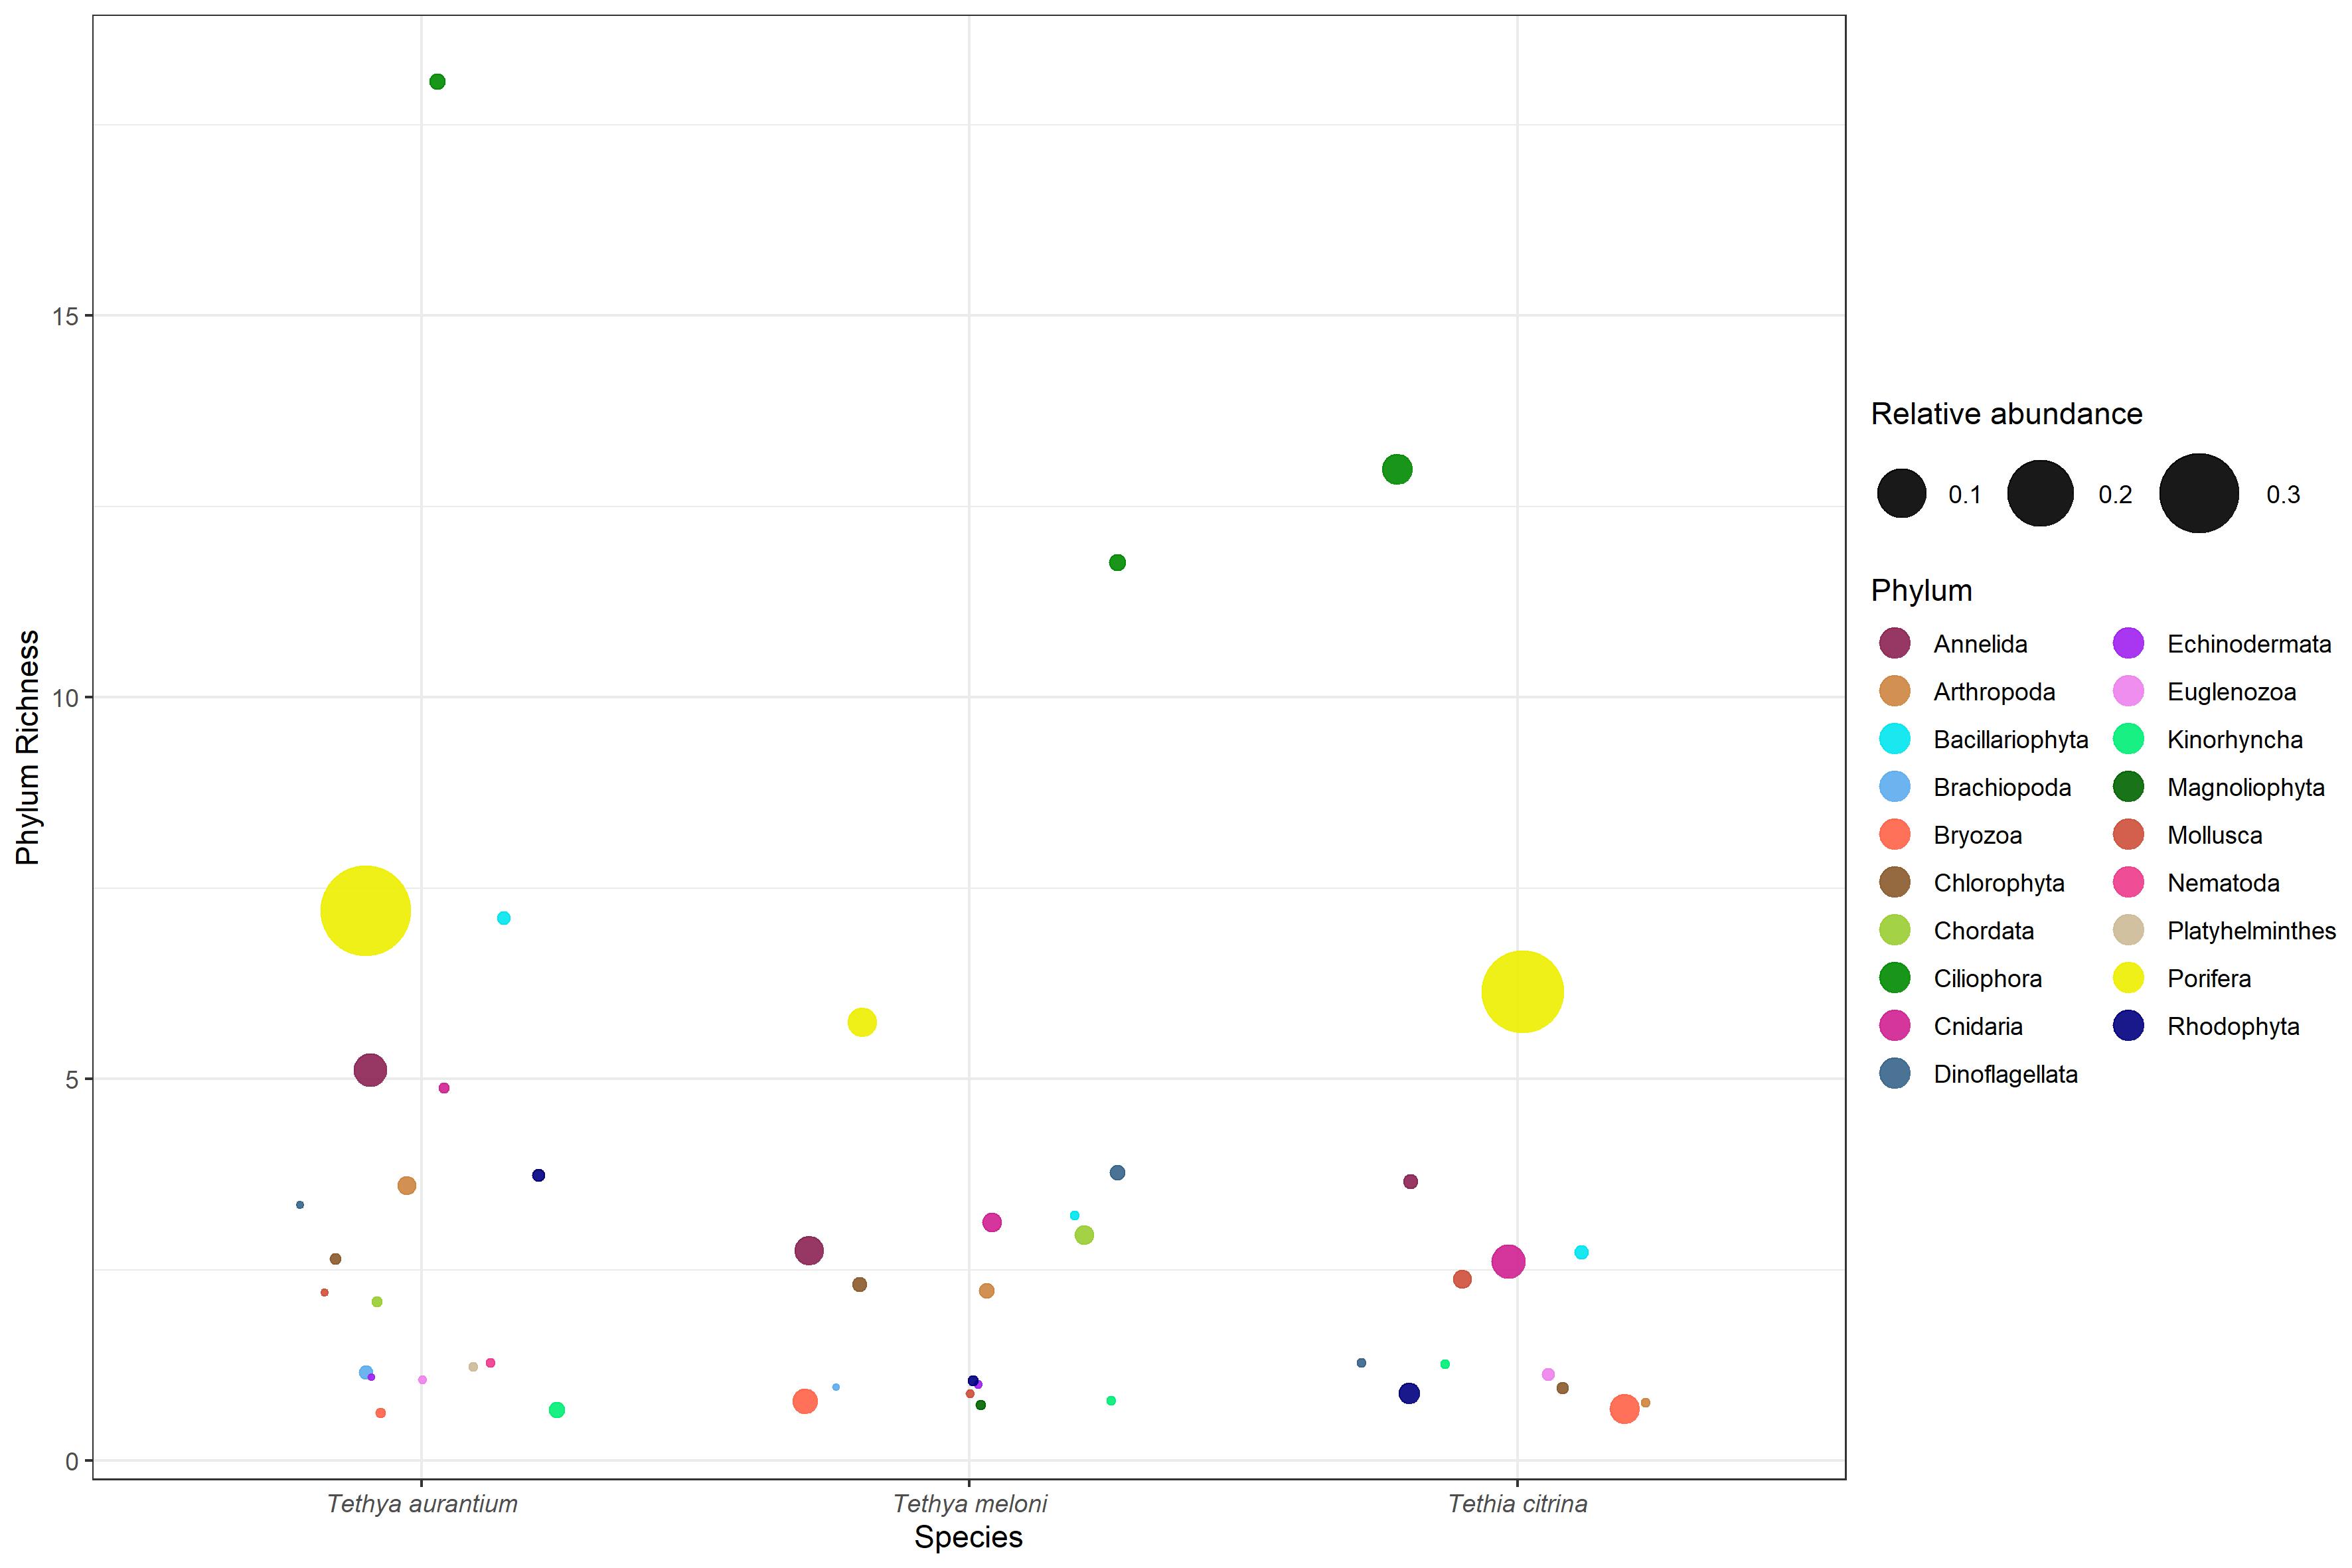 Phylum Richness
15
10
5
0
Tethya aurantium
Tethya meloni
Tethia citrina
Species
Relative abundance
0.1 0.2 0.3
Phylum
Annelida
Arthropoda
Bacillariophyta
Brachiopoda
Bryozoa
Chlorophyta
Chordata
Ciliophora
Cnidaria
Dinoflagellata
Echinodermata
Euglenozoa
Kinorhyncha
Magnoliophyta
Mollusca
Nematoda
Platyhelminthes
Porifera
Rhodophyta